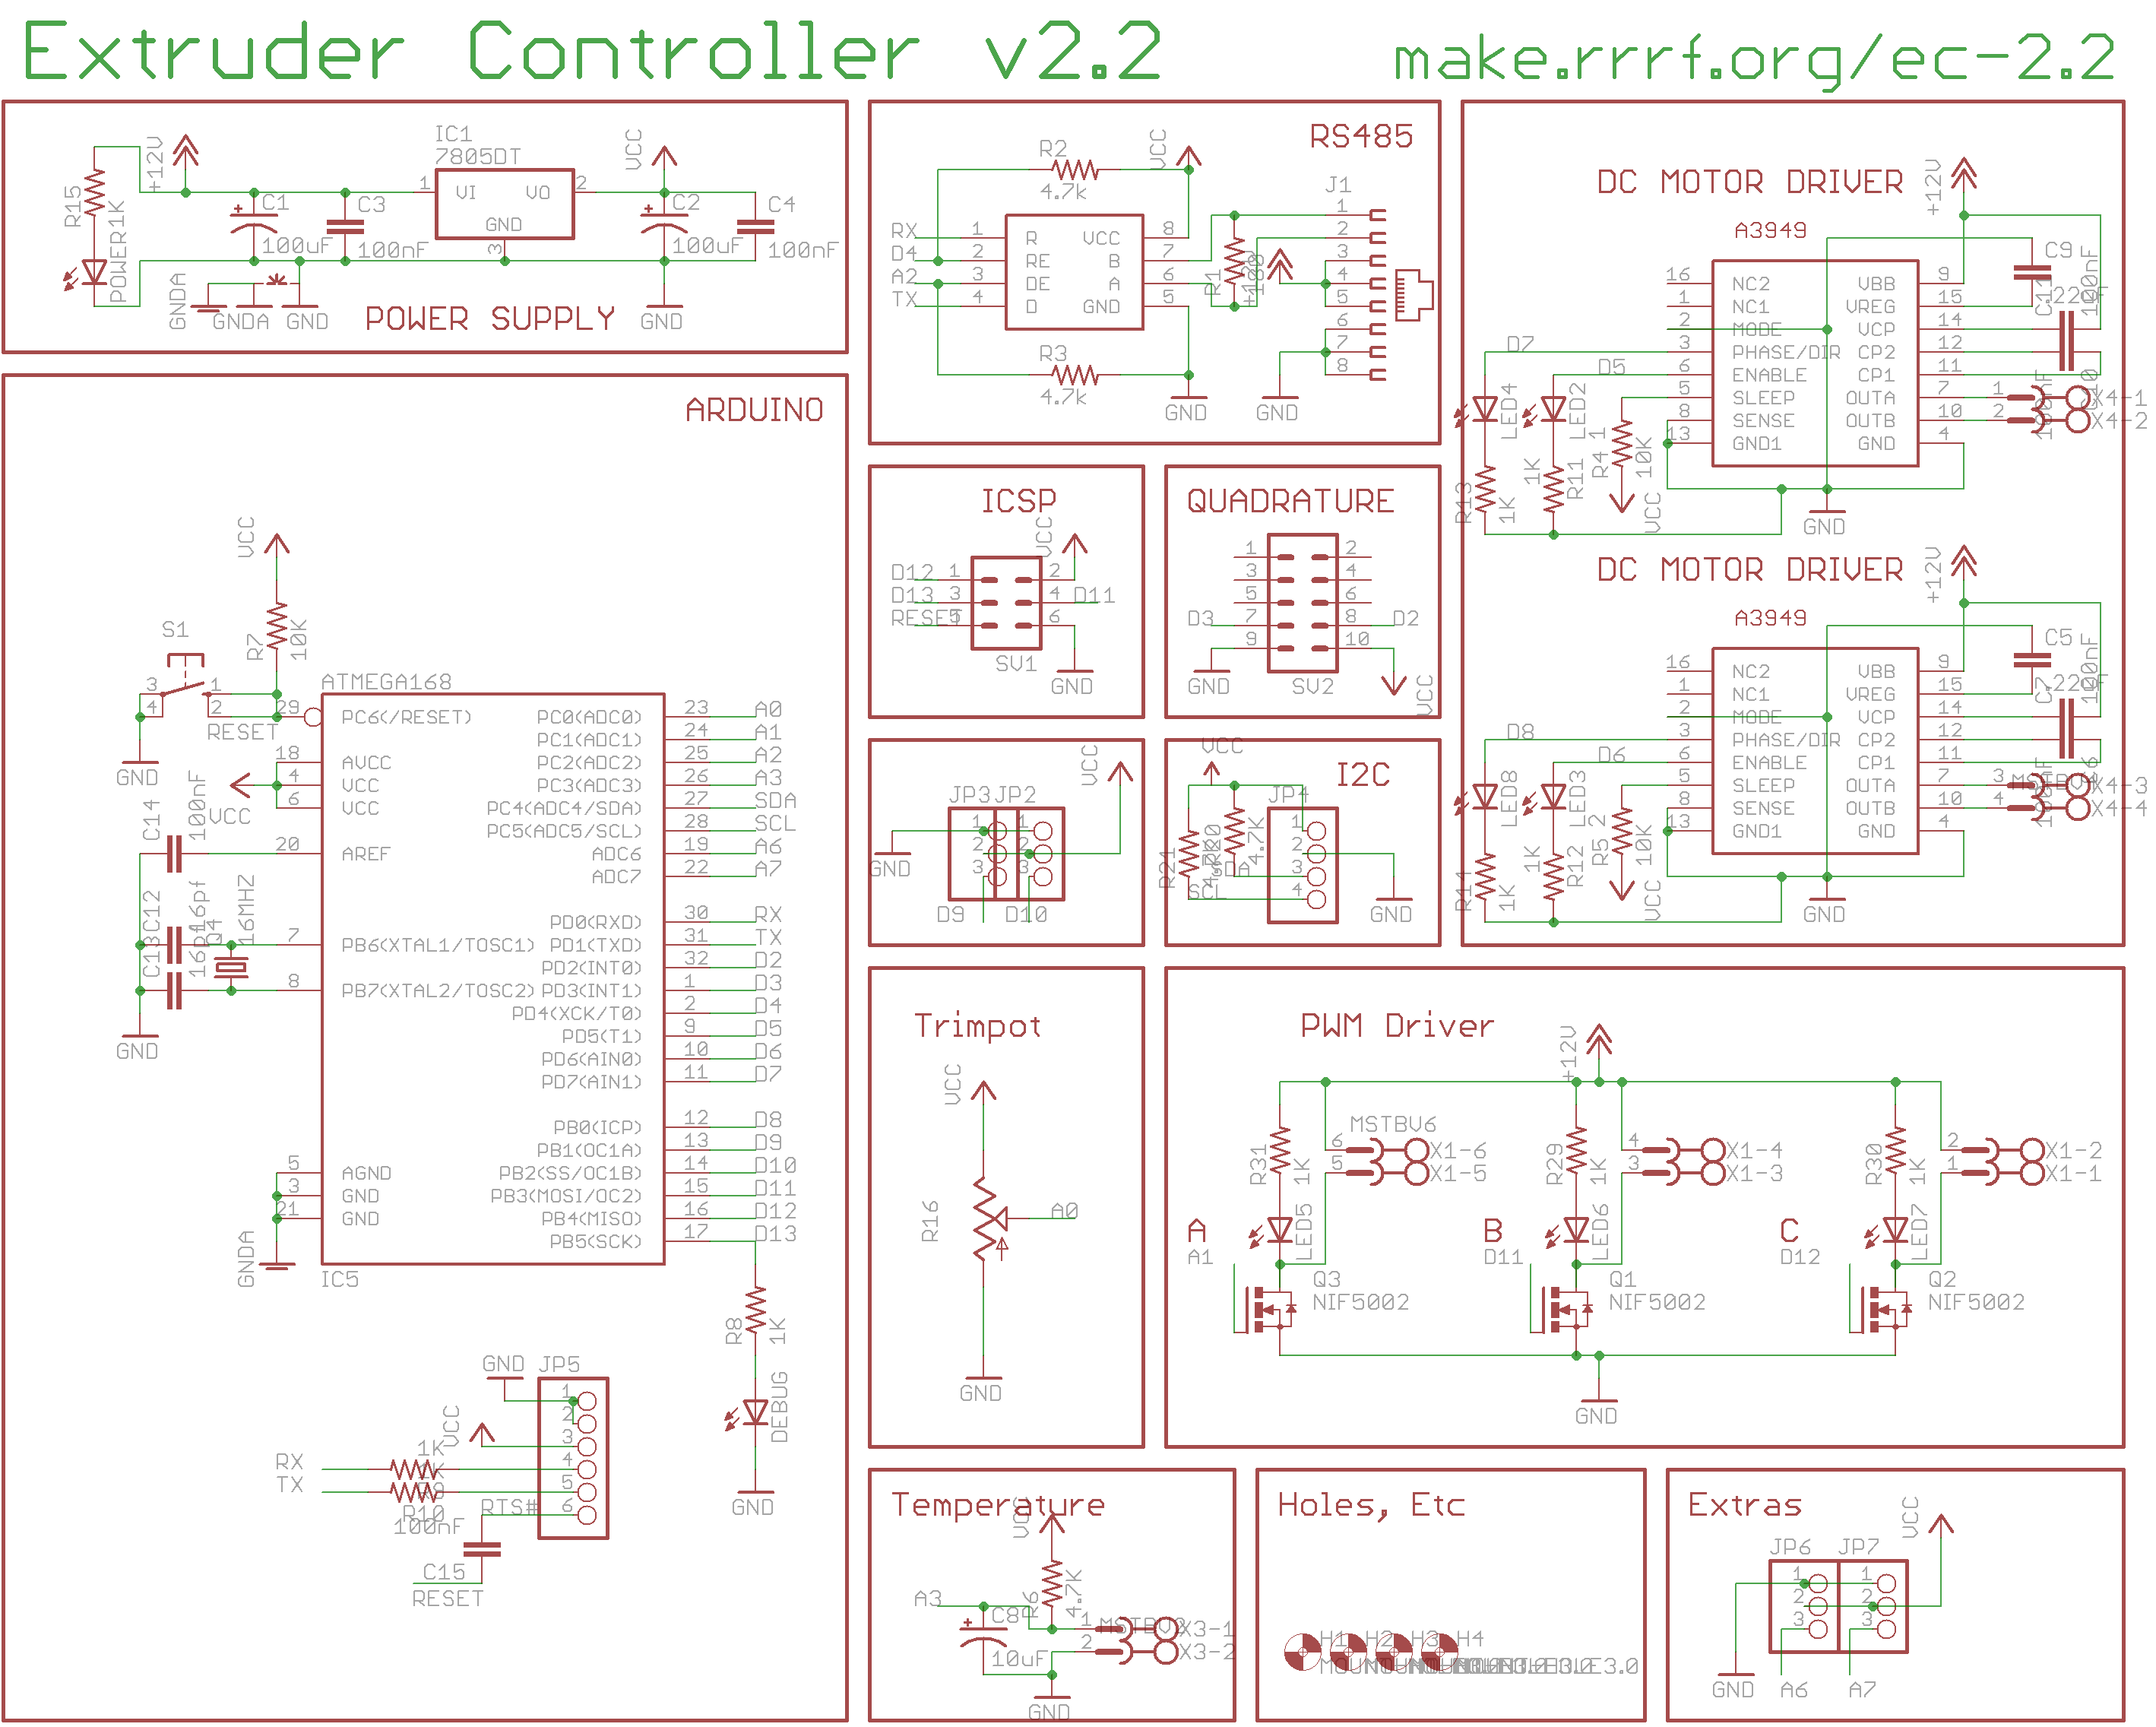 Extruder Controller v2.2
make.rrrf.org/ec-2.2
POWER SUPPLY
R15
POWER
1K
+12V
C1
100uF
C3
100nF
IC1
7805DT
1 VI VO 2
GND
3
VCC
C2
100uF
C4
100nF
GNDA
GNDA GND
GND
RS485
R2
4.7k
VCC
RX 1 R VCC 8
D4 2 RE B 7
A2 3 DE A 6
TX 4 D GND 5
R3
4.7k
GND
R1
180
+12V
J1
1
2
3
4
5
6
7
8
GND
DC MOTOR DRIVER
A3949
+12V
16 NC2 VBB 9
1 NC1 VREG 15
2 MODE VCP 14
3 PHASE/DIR CP2 12
6 ENABLE CP1 11
5 SLEEP OUTA 7
8 SENSE OUTB 10
13 GND1 GND 4
C9
.22uF
100nF
D7
D5
LED4
LED2
R4
10K
R13
1K
R11
1K
VCC
GND
1 X4-1
2 X4-2
DC MOTOR DRIVER
A3949
+12V
16 NC2 VBB 9
1 NC1 VREG 15
2 MODE VCP 14
3 PHASE/DIR CP2 12
6 ENABLE CP1 11
5 SLEEP OUTA 7
8 SENSE OUTB 10
13 GND1 GND 4
C5
.22uF
C7
100nF
D8
D6
LED8
LED3
R5
10K
R14
1K
R12
1K
VCC
GND
3 X4-3
4 X4-4
ARDUINO
VCC
R7
10K
S1
3 1
4 2
RESET
GND
ATMEGA168
29 PC6(/RESET)
18 AVCC
4 VCC
6 VCC
VCC
20 AREF
7 PB6(XTAL1/TOSC1)
8 PB7(XTAL2/TOSC2)
5 AGND
3 GND
21 GND
GNDA
IC5
C14
100nF
C12
16pf
C13
16pf
Q4
16MHZ
GND
PC0(ADC0) 23 A0
PC1(ADC1) 24 A1
PC2(ADC2) 25 A2
PC3(ADC3) 26 A3
PC4(ADC4/SDA) 27 SDA
PC5(ADC5/SCL) 28 SCL
ADC6 19 A6
ADC7 22 A7
PD0(RXD) 30 RX
PD1(TXD) 31 TX
PD2(INT0) 32 D2
PD3(INT1) 1 D3
PD4(XCK/T0) 2 D4
PD5(T1) 9 D5
PD6(AIN0) 10 D6
PD7(AIN1) 11 D7
PB0(ICP) 12 D8
PB1(OC1A) 13 D9
PB2(SS/OC1B) 14 D10
PB3(MOSI/OC2) 15 D11
PB4(MISO) 16 D12
PB5(SCK) 17 D13
R8
1K
DEBUG
GND
GND JP5
1
2
3
4
5
6
VCC
RX
TX
1K
1K
R9
R10
100nF
RTS#
C15
RESET
ICSP
VCC
D12 1 2
D13 3 4 D11
RESET 5 6
SV1
GND
QUADRATURE
1 2
3 4
5 6
D3 7 8 D2
9 10
GND SV2
VCC
JP3 JP2
VCC
1 1
2 2
3 3
GND
D9 D10
I2C
VCC
JP4
1
2
3
4
R21
4.7K
R20
4.7K
SDA
SCL
GND
Trimpot
VCC
R16
A0
GND
PWM Driver
+12V
MSTBV6
R31
1K
6 X1-6
5 X1-5
LED5
A
A1
Q3
NIF5002
R29
1K
4 X1-4
3 X1-3
LED6
B
D11
Q1
NIF5002
R30
1K
2 X1-2
1 X1-1
LED7
C
D12
Q2
NIF5002
GND
Temperature
VCC
R6
4.7K
A3
C8
10uF
1 X3-1
2 X3-2
GND
Holes, Etc
H1 H2 H3 H4
Extras
VCC
JP6 JP7
1 1
2 2
3 3
GND A6 A7